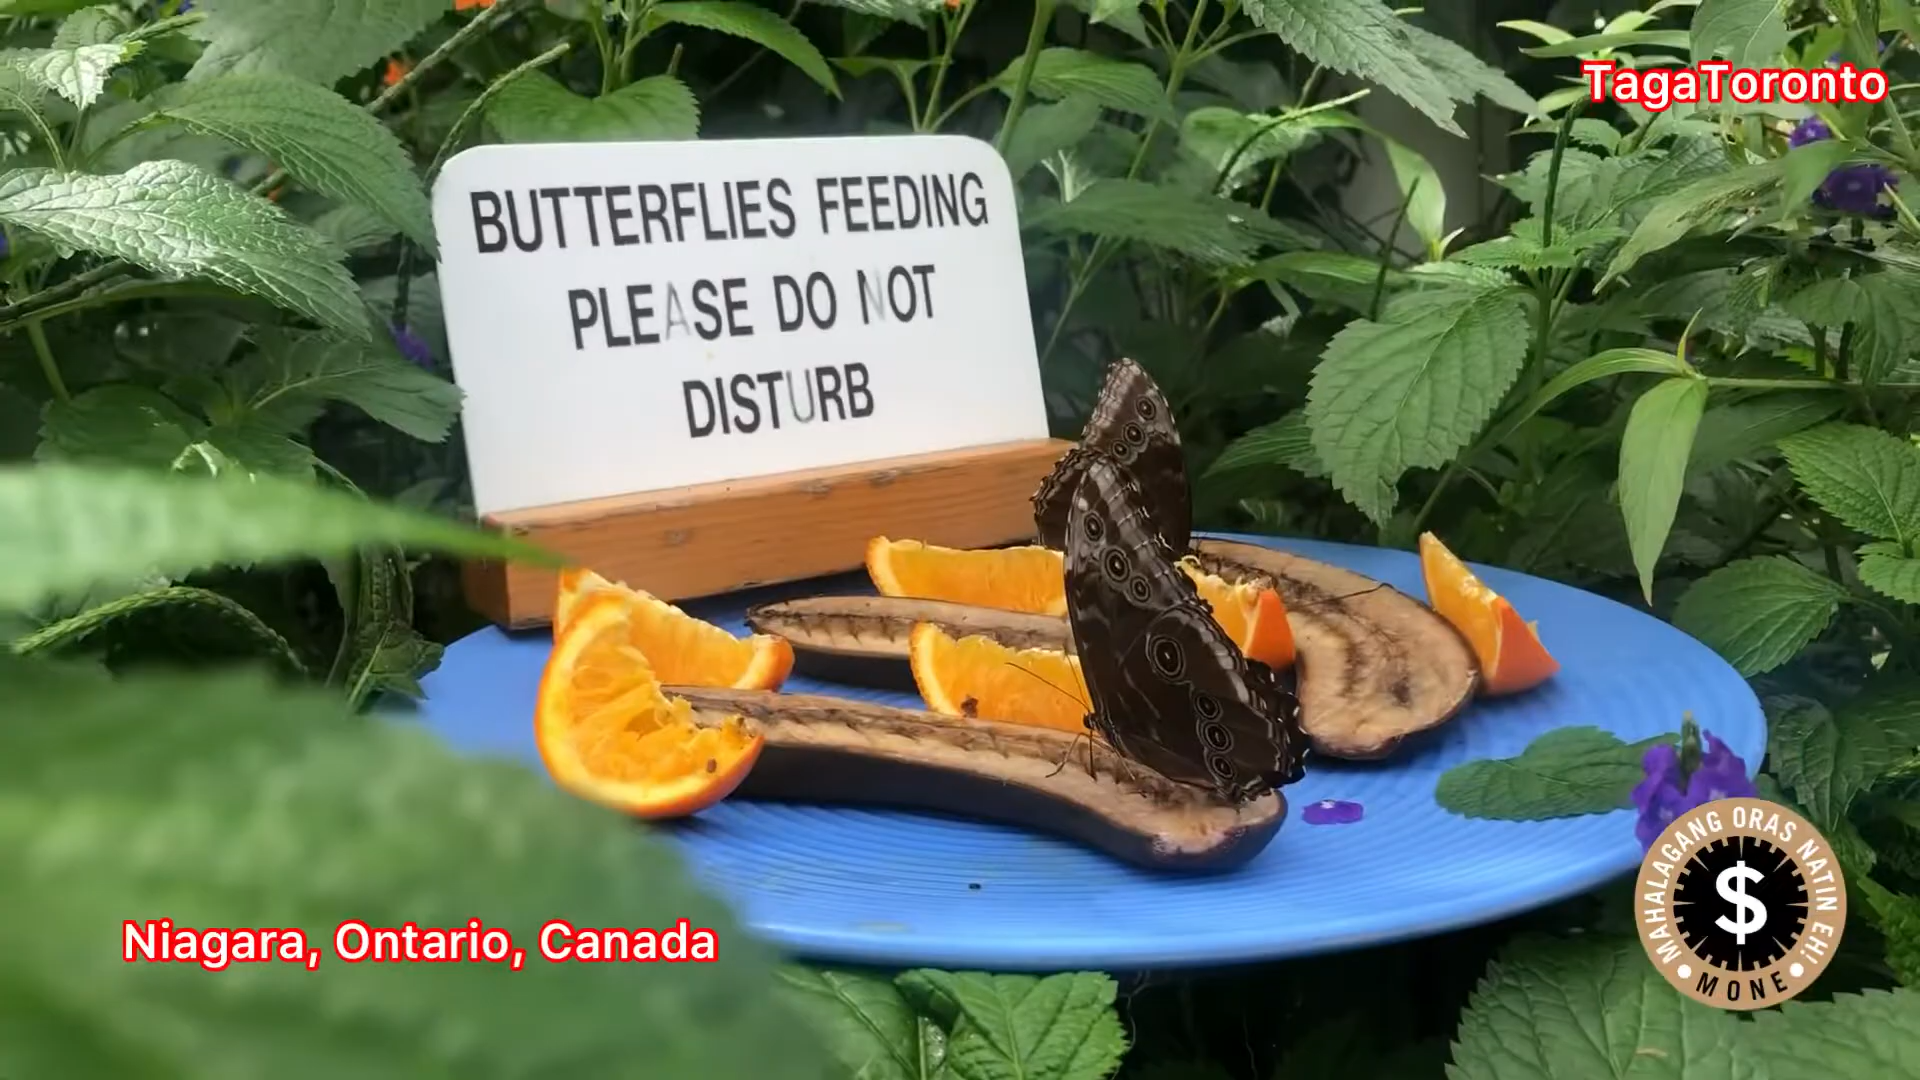 TagaToronto
BUTTERFLIES FEEDING
PLEASE DO NOT
DISTURB
Niagara, Ontario, Canada
MAHALAGANG ORAS NATIN EH!
$
MONE